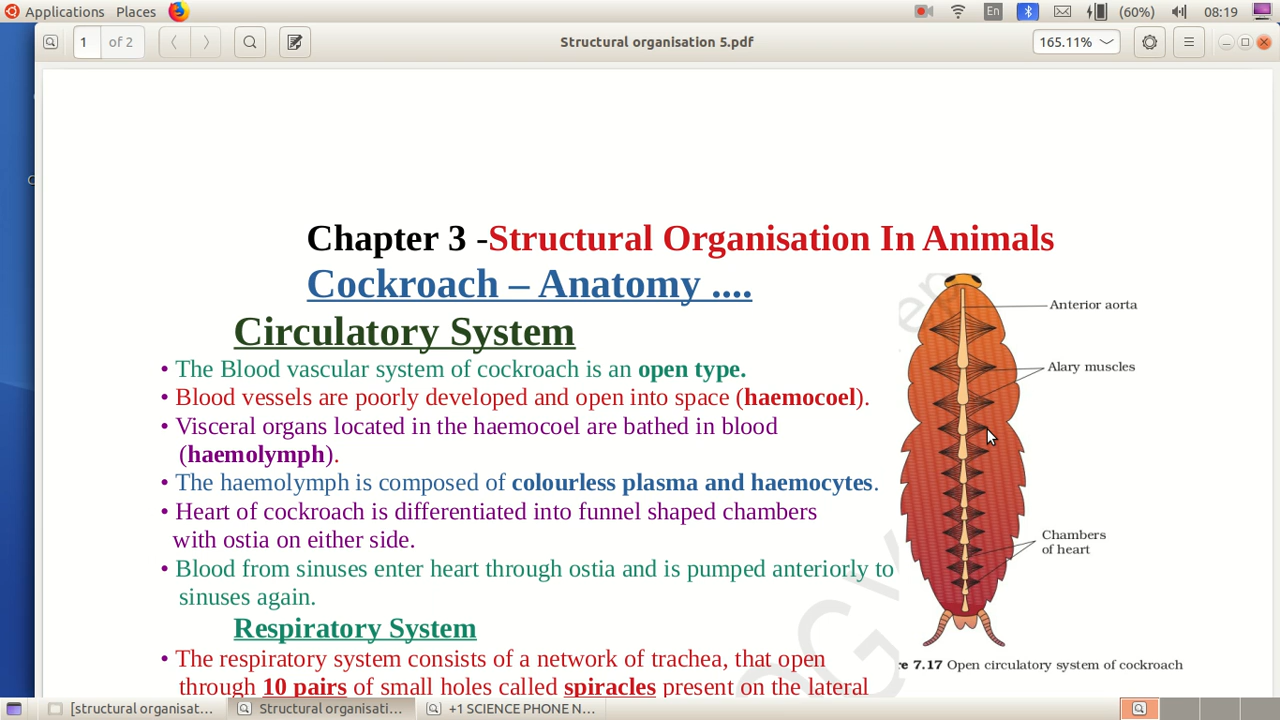 Applications Places En (60%) 08:19
1 of 2 Structural organisation 5.pdf 165.11%
Chapter 3 -Structural Organisation In Animals
Cockroach – Anatomy ....
Circulatory System
• The Blood vascular system of cockroach is an open type.
• Blood vessels are poorly developed and open into space (haemocoel).
• Visceral organs located in the haemocoel are bathed in blood
(haemolymph).
• The haemolymph is composed of colourless plasma and haemocytes.
• Heart of cockroach is differentiated into funnel shaped chambers
with ostia on either side.
• Blood from sinuses enter heart through ostia and is pumped anteriorly to
sinuses again.
Respiratory System
• The respiratory system consists of a network of trachea, that open
through 10 pairs of small holes called spiracles present on the lateral
Anterior aorta
Alary muscles
Chambers
of heart
re 7.17 Open circulatory system of cockroach
[structural organisat... Structural organisati... +1 SCIENCE PHONE N...